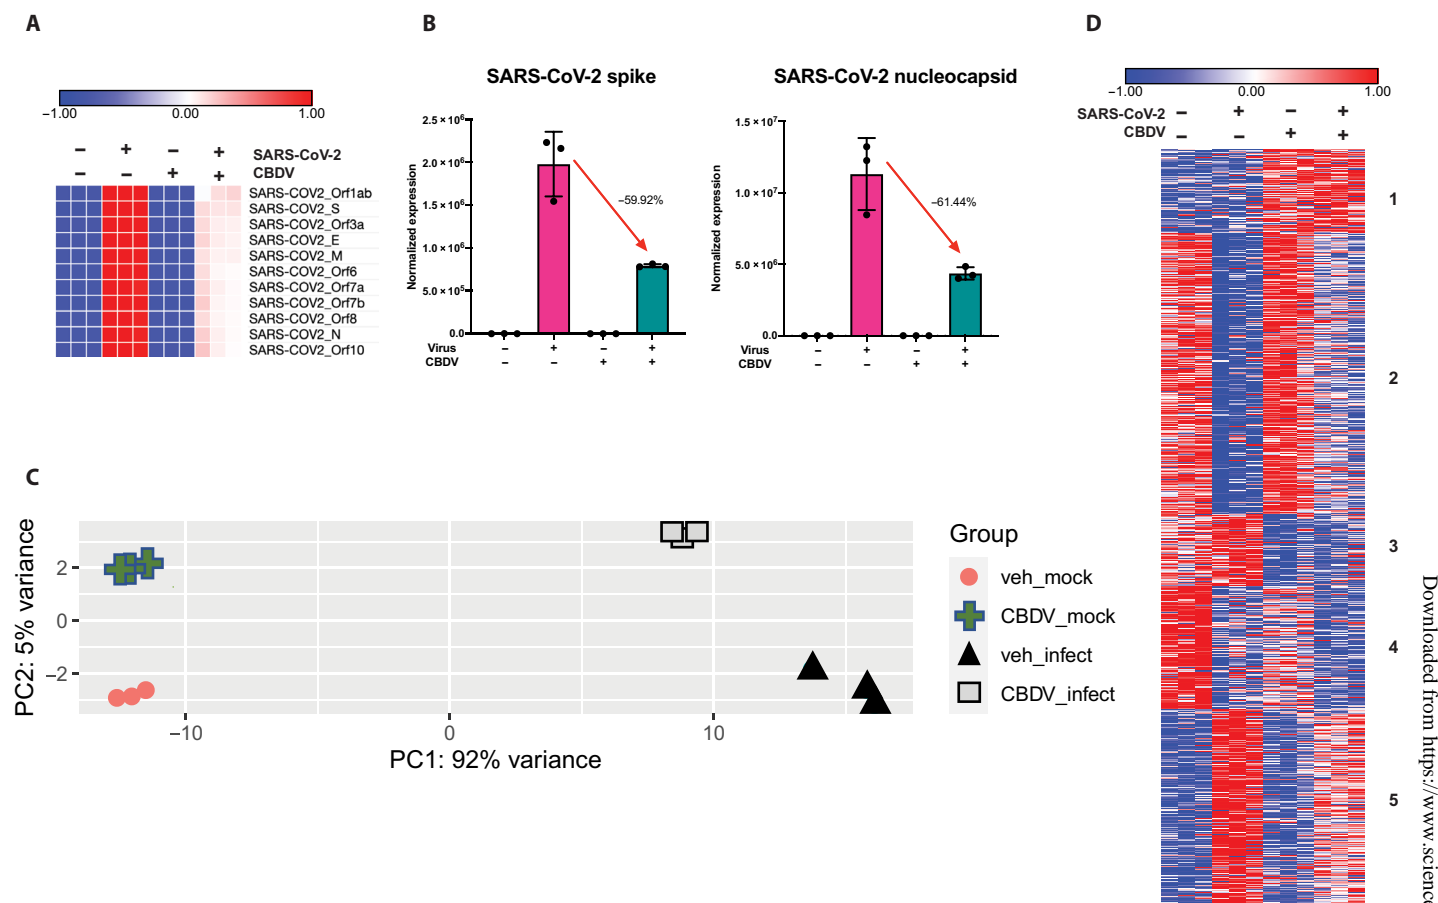 A
−1.00
0.00
1.00
− + − + SARS-CoV-2
− − + + CBDV
SARS-COV2_Orf1ab
SARS-COV2_S
SARS-COV2_Orf3a
SARS-COV2_E
SARS-COV2_M
SARS-COV2_Orf6
SARS-COV2_Orf7a
SARS-COV2_Orf7b
SARS-COV2_Orf8
SARS-COV2_N
SARS-COV2_Orf10
B
SARS-CoV-2 spike
Normalized expression
2.5 × 10⁶
2.0 × 10⁶
1.5 × 10⁶
1.0 × 10⁶
5.0 × 10⁵
0.0
−59.92%
Virus − + − +
CBDV − − + +
SARS-CoV-2 nucleocapsid
Normalized expression
1.5 × 10⁷
1.0 × 10⁷
5.0 × 10⁶
0.0
−61.44%
Virus − + − +
CBDV − − + +
C
PC2: 5% variance
2
0
−2
−10
0
10
PC1: 92% variance
Group
veh_mock
CBDV_mock
veh_infect
CBDV_infect
D
−1.00
0.00
1.00
SARS-CoV-2 − + − +
CBDV − − + +
1
2
3
4
5
Downloaded from https://www.science